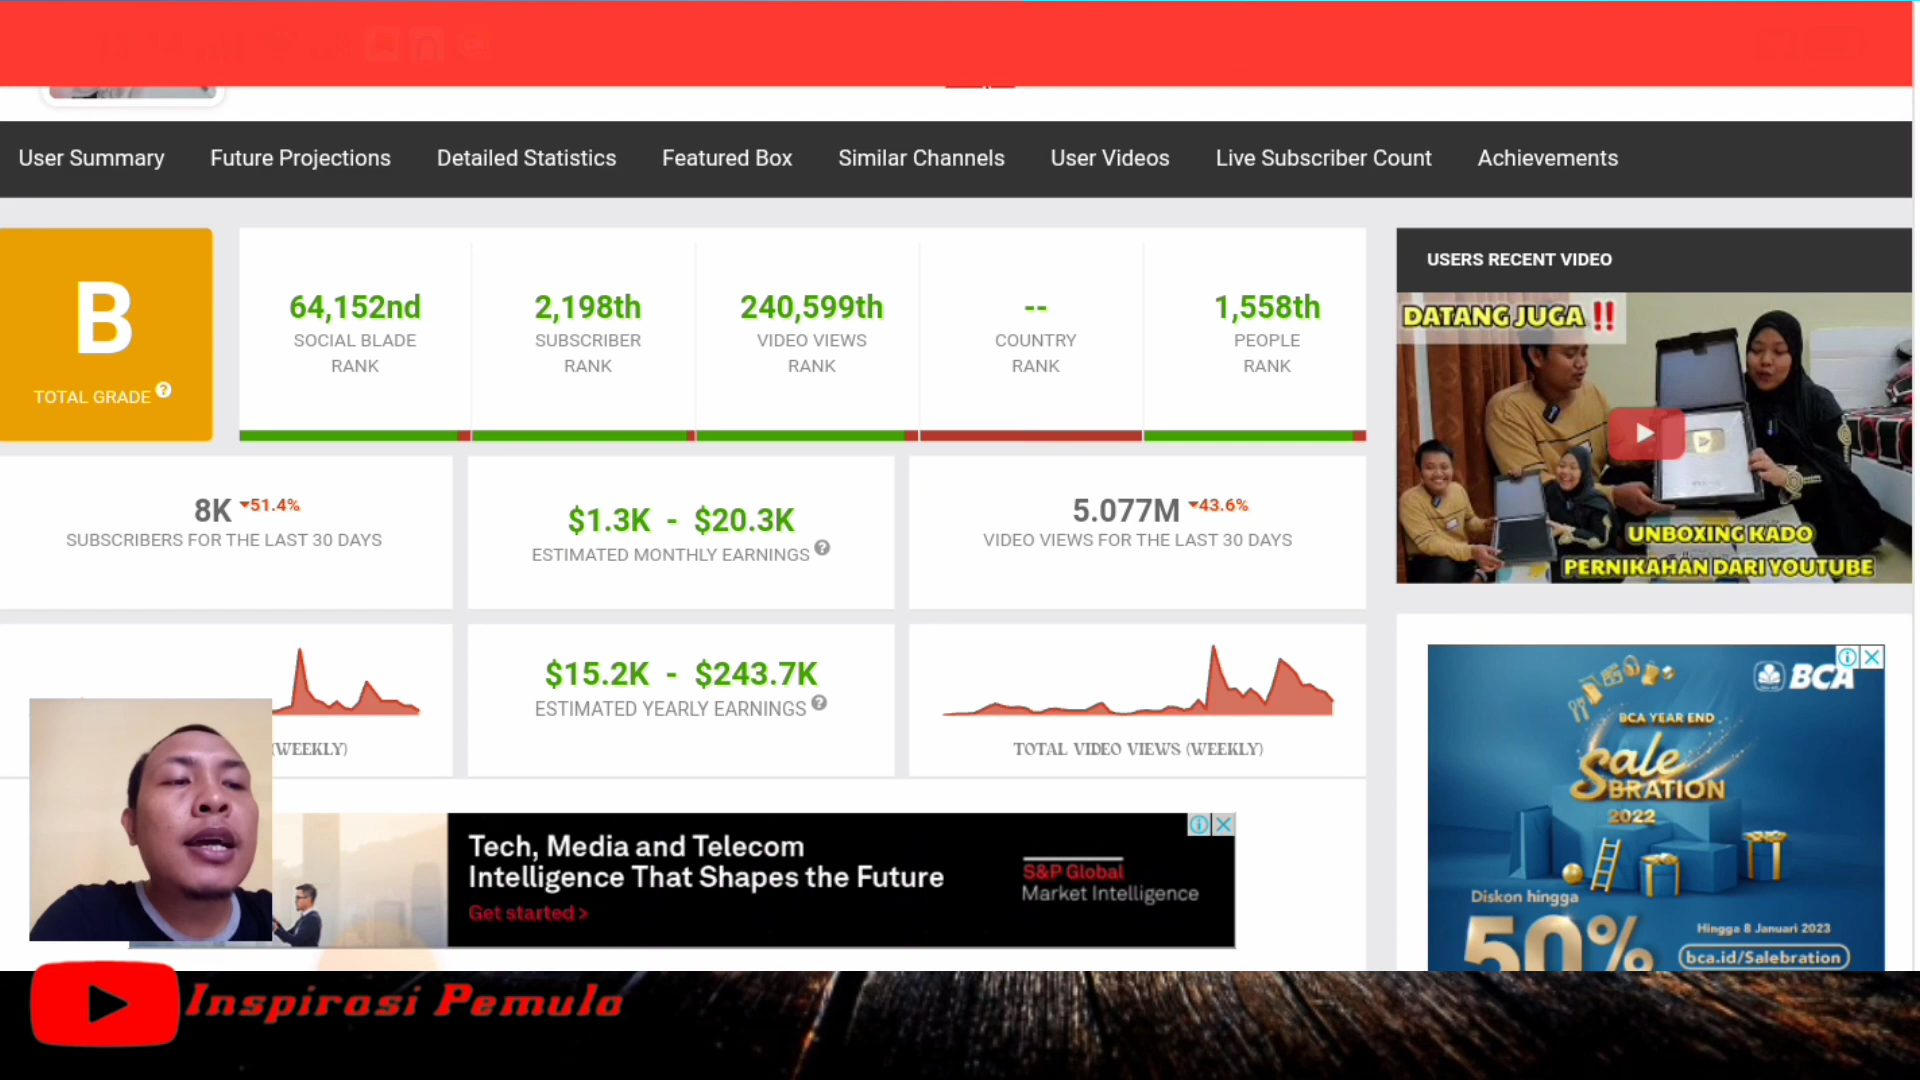 User Summary
Future Projections
Detailed Statistics
Featured Box
Similar Channels
User Videos
Live Subscriber Count
Achievements
B
TOTAL GRADE
64,152nd
SOCIAL BLADE
RANK
2,198th
SUBSCRIBER
RANK
240,599th
VIDEO VIEWS
RANK
--
COUNTRY
RANK
1,558th
PEOPLE
RANK
USERS RECENT VIDEO
DATANG JUGA !!
UNBOXING KADO
PERNIKAHAN DARI YOUTUBE
8K 51.4%
SUBSCRIBERS FOR THE LAST 30 DAYS
$1.3K - $20.3K
ESTIMATED MONTHLY EARNINGS
5.077M 43.6%
VIDEO VIEWS FOR THE LAST 30 DAYS
(WEEKLY)
$15.2K - $243.7K
ESTIMATED YEARLY EARNINGS
TOTAL VIDEO VIEWS (WEEKLY)
Tech, Media and Telecom
Intelligence That Shapes the Future
Get started >
S&P Global
Market Intelligence
BCA
BCA YEAR END
Sale
BRATION
2022
Diskon hingga
50%
Hingga 8 Januari 2023
bca.id/Salebration
Inspirasi Pemula